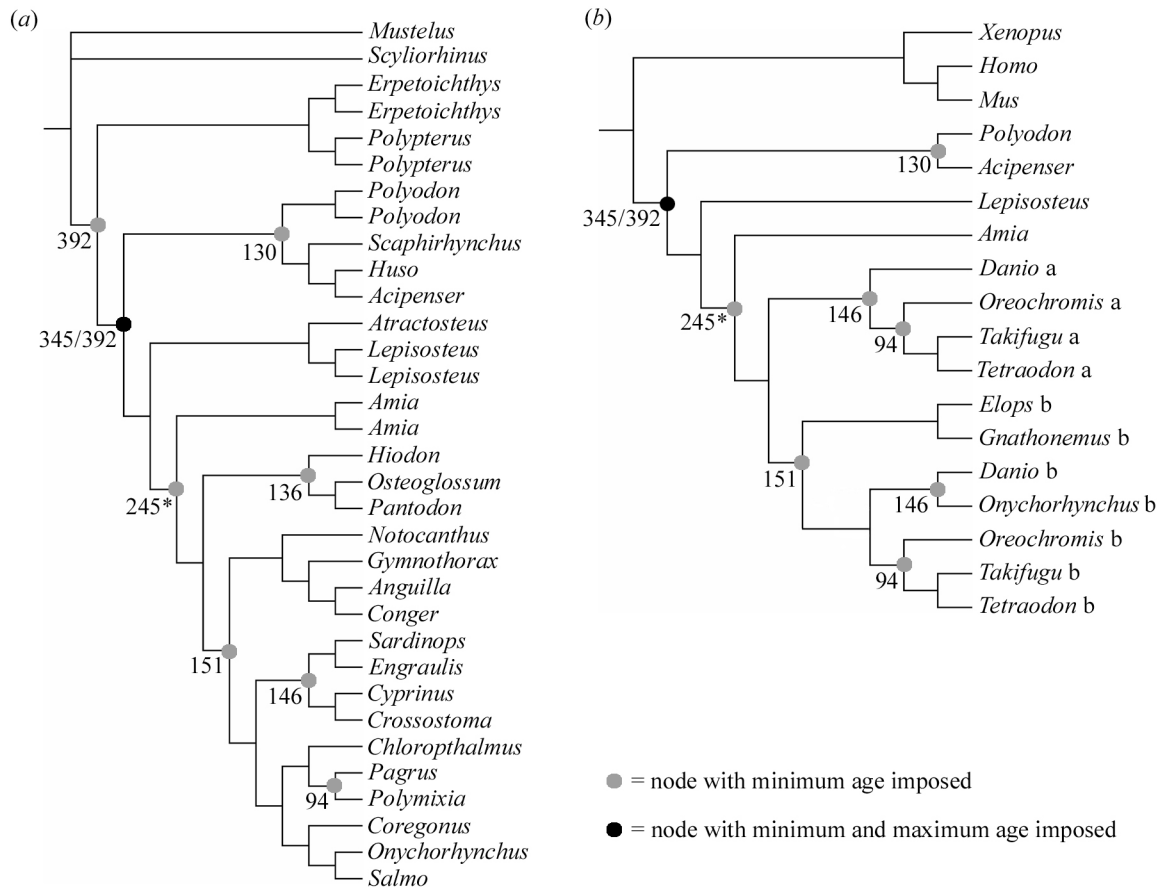 (a)
Mustelus
Scyliorhinus
Erpetoichthys
Erpetoichthys
Polypterus
Polypterus
Polyodon
Polyodon
392
Scaphirhynchus
130
Huso
Acipenser
Atractosteus
345/392
Lepisosteus
Lepisosteus
Amia
Amia
Hiodon
Osteoglossum
136
245*
Pantodon
Notocanthus
Gymnothorax
Anguilla
Conger
Sardinops
151
Engraulis
146
Cyprinus
Crossostoma
Chloropthalmus
Pagrus
94
Polymixia
Coregonus
Onychorhynchus
Salmo
(b)
Xenopus
Homo
Mus
Polyodon
130
Acipenser
Lepisosteus
345/392
Amia
Danio a
Oreochromis a
146
245*
Takifugu a
94
Tetraodon a
Elops b
Gnathonemus b
151
Danio b
146
Onychorhynchus b
Oreochromis b
Takifugu b
94
Tetraodon b
= node with minimum age imposed
= node with minimum and maximum age imposed